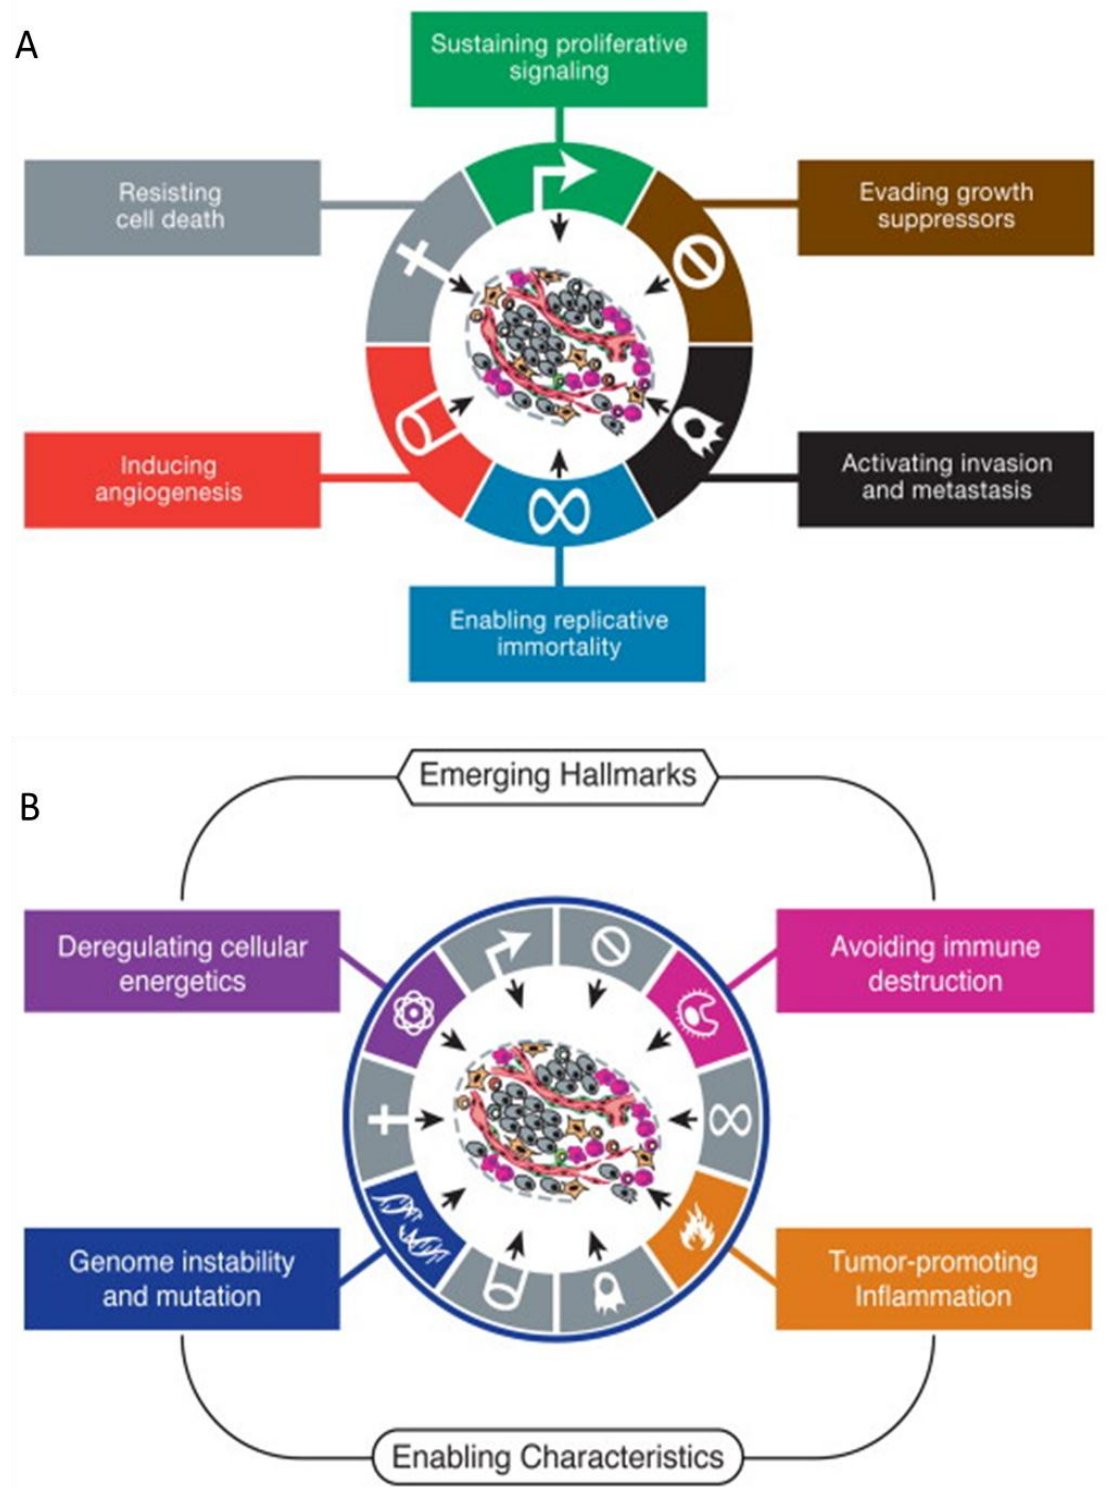 A
Sustaining proliferative
signaling
Resisting
cell death
Evading growth
suppressors
Inducing
angiogenesis
Activating invasion
and metastasis
Enabling replicative
immortality
B
Emerging Hallmarks
Deregulating cellular
energetics
Avoiding immune
destruction
Genome instability
and mutation
Tumor-promoting
Inflammation
Enabling Characteristics